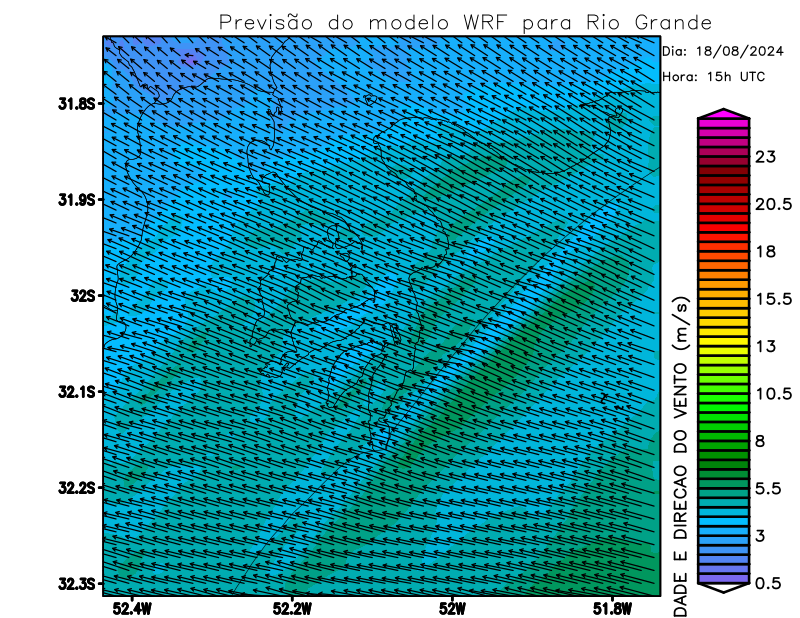 Previsão do modelo WRF para Rio Grande
Dia: 18/08/2024
Hora: 15h UTC
31.8S
31.9S
32S
32.1S
32.2S
32.3S
52.4W
52.2W
52W
51.8W
23
20.5
18
15.5
13
10.5
8
5.5
3
0.5
DADE E DIRECAO DO VENTO (m/s)